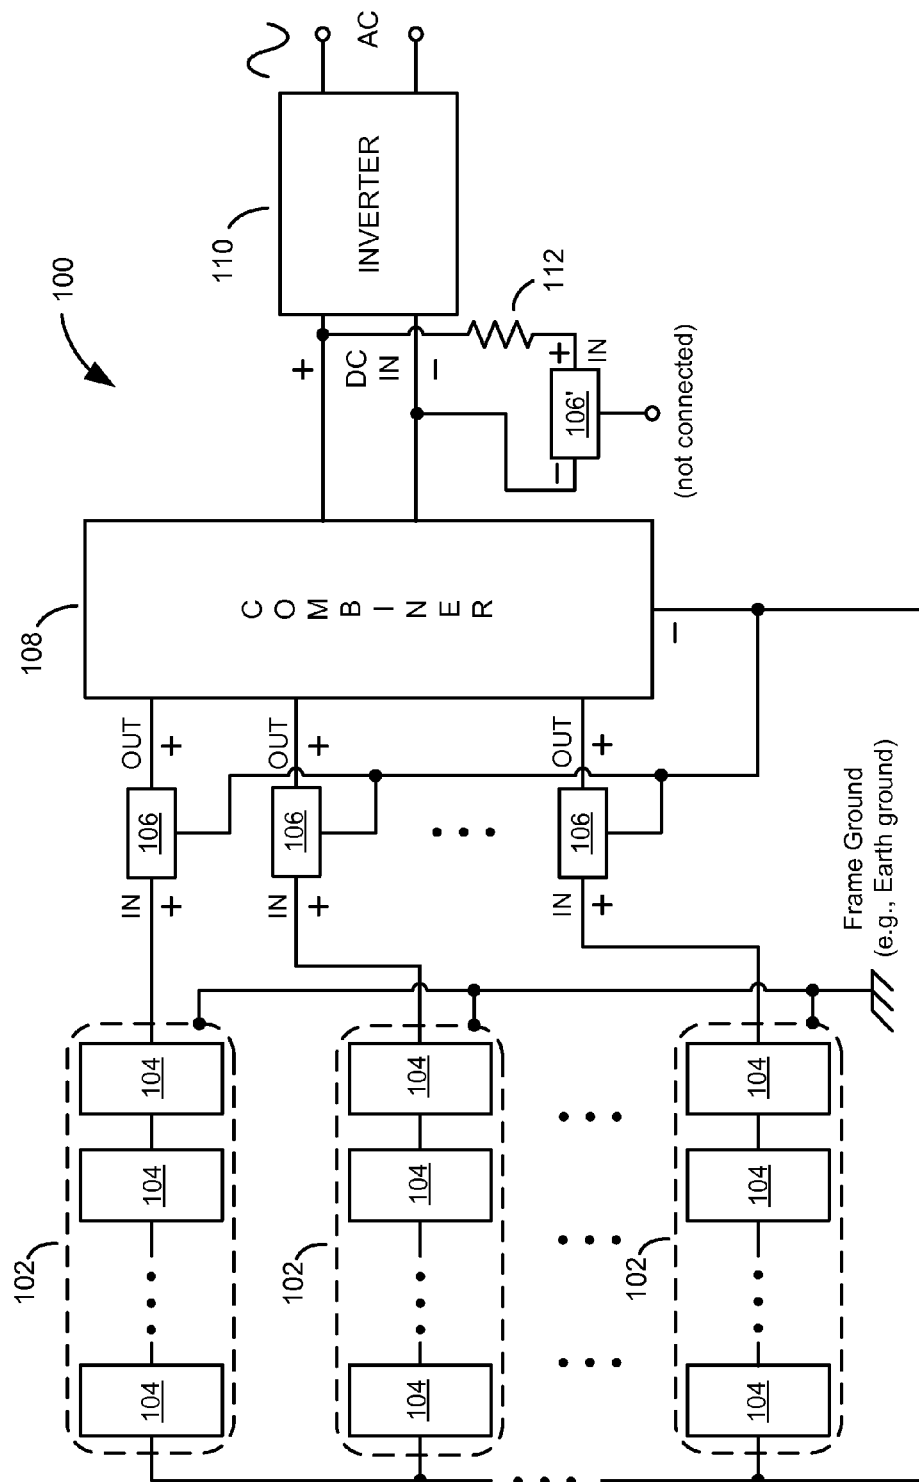 100
102
104
104
104
102
104
104
104
102
104
104
104
IN
+
106
OUT
+
IN
+
106
OUT
+
IN
+
106
OUT
+
108
COMBINER
−
+
DC
IN
−
110
INVERTER
AC
112
+
IN
106'
−
(not connected)
Frame Ground
(e.g., Earth ground)